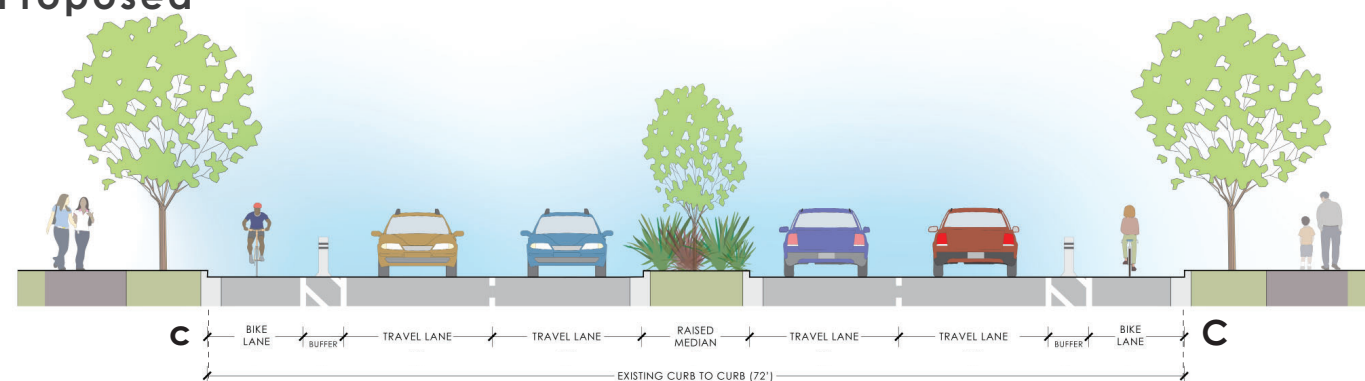 Proposed
C
BIKE
LANE
BUFFER
TRAVEL LANE
TRAVEL LANE
RAISED
MEDIAN
TRAVEL LANE
TRAVEL LANE
BUFFER
BIKE
LANE
C
EXISTING CURB TO CURB (72')